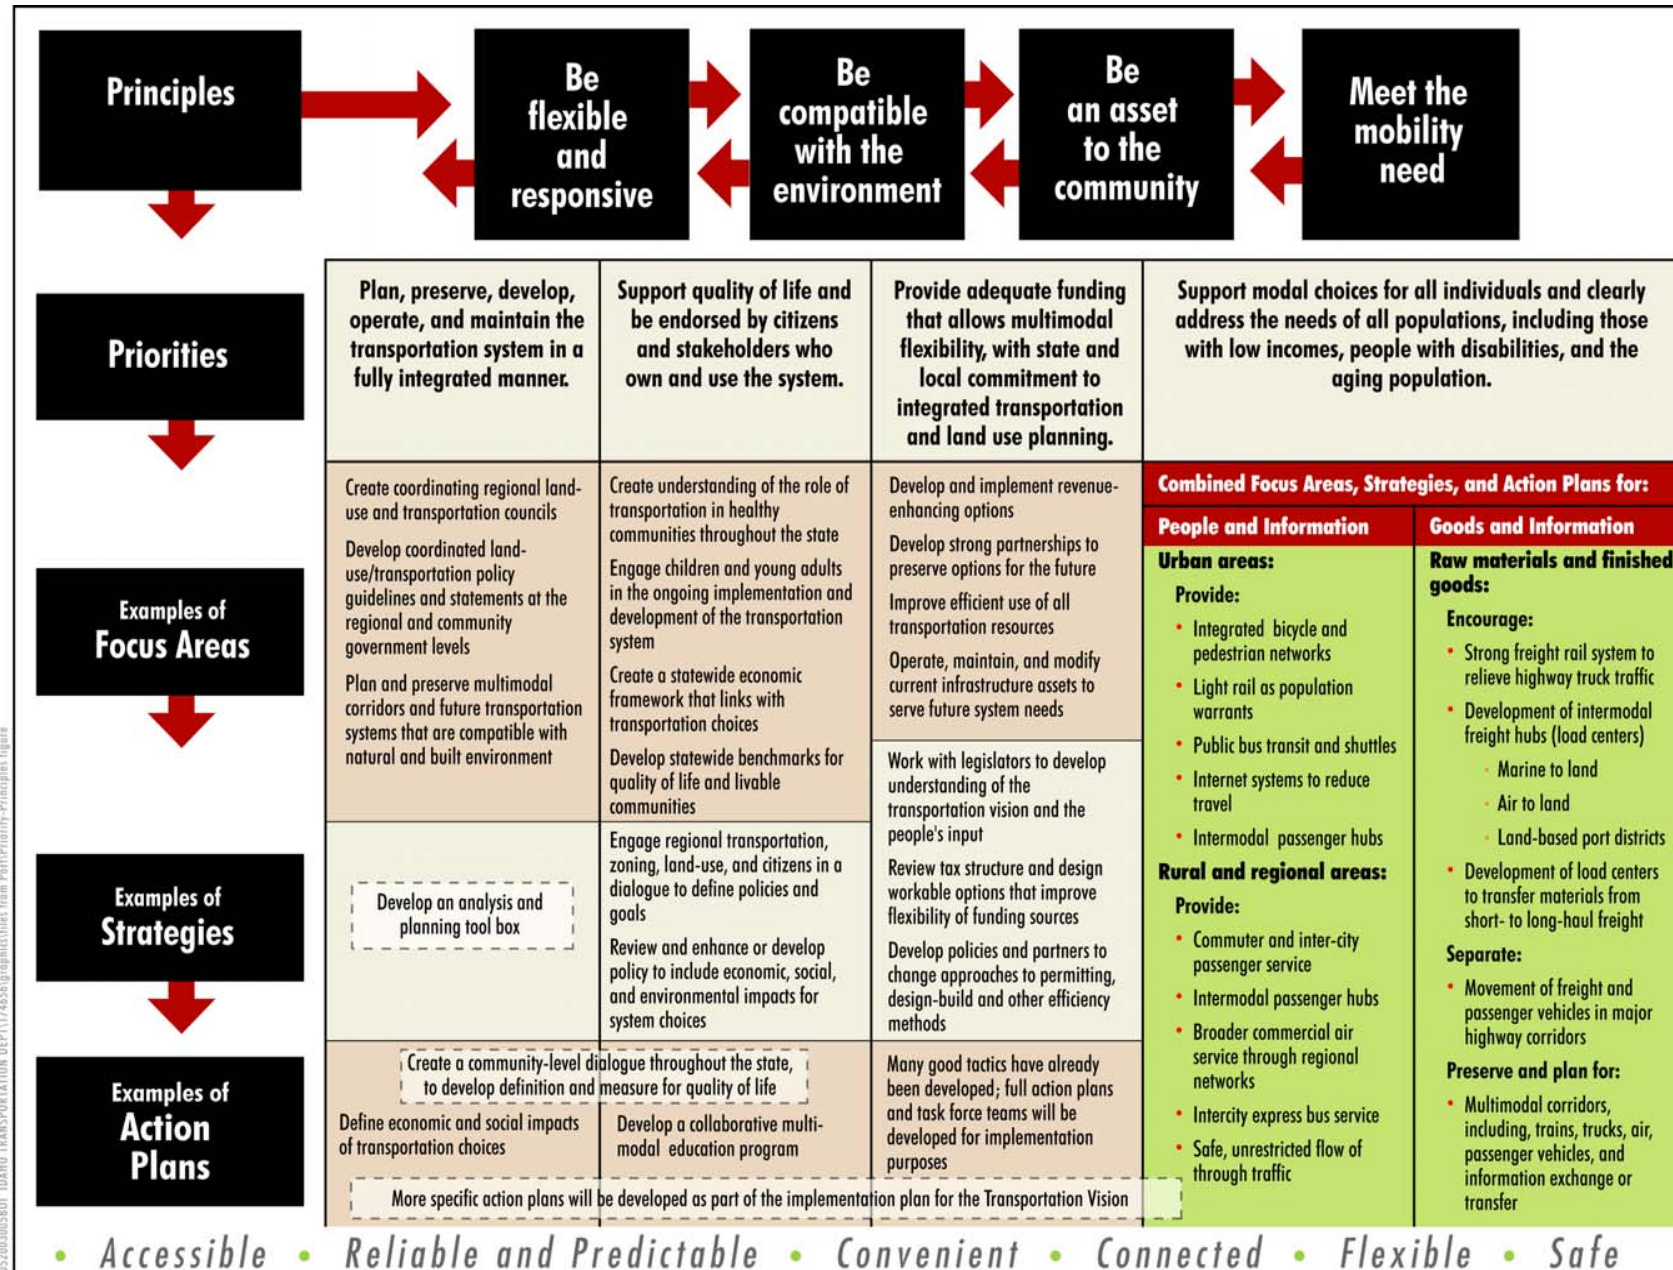 Principles
Be
flexible
and
responsive
Be
compatible
with the
environment
Be
an asset
to the
community
Meet the
mobility
need
Priorities
Plan, preserve, develop,
operate, and maintain the
transportation system in a
fully integrated manner.
Support quality of life and
be endorsed by citizens
and stakeholders who
own and use the system.
Provide adequate funding
that allows multimodal
flexibility, with state and
local commitment to
integrated transportation
and land use planning.
Support modal choices for all individuals and clearly
address the needs of all populations, including those
with low incomes, people with disabilities, and the
aging population.
Examples of
Focus Areas
Create coordinating regional land-
use and transportation councils
Develop coordinated land-
use/transportation policy
guidelines and statements at the
regional and community
government levels
Plan and preserve multimodal
corridors and future transportation
systems that are compatible with
natural and built environment
Create understanding of the role of
transportation in healthy
communities throughout the state
Engage children and young adults
in the ongoing implementation and
development of the transportation
system
Create a statewide economic
framework that links with
transportation choices
Develop statewide benchmarks for
quality of life and livable
communities
Develop and implement revenue-
enhancing options
Develop strong partnerships to
preserve options for the future
Improve efficient use of all
transportation resources
Operate, maintain, and modify
current infrastructure assets to
serve future system needs
Examples of
Strategies
Develop an analysis and
planning tool box
Engage regional transportation,
zoning, land-use, and citizens in a
dialogue to define policies and
goals
Review and enhance or develop
policy to include economic, social,
and environmental impacts for
system choices
Work with legislators to develop
understanding of the
transportation vision and the
people's input
Review tax structure and design
workable options that improve
flexibility of funding sources
Develop policies and partners to
change approaches to permitting,
design-build and other efficiency
methods
Examples of
Action
Plans
Create a community-level dialogue throughout the state,
to develop definition and measure for quality of life
Define economic and social impacts
of transportation choices
Develop a collaborative multi-
modal education program
Many good tactics have already
been developed; full action plans
and task force teams will be
developed for implementation
purposes
More specific action plans will be developed as part of the implementation plan for the Transportation Vision
Combined Focus Areas, Strategies, and Action Plans for:
People and Information
Urban areas:
Provide:
• Integrated bicycle and
pedestrian networks
• Light rail as population
warrants
• Public bus transit and shuttles
• Internet systems to reduce
travel
• Intermodal passenger hubs
Rural and regional areas:
Provide:
• Commuter and inter-city
passenger service
• Intermodal passenger hubs
• Broader commercial air
service through regional
networks
• Intercity express bus service
• Safe, unrestricted flow of
through traffic
Goods and Information
Raw materials and finished
goods:
Encourage:
• Strong freight rail system to
relieve highway truck traffic
• Development of intermodal
freight hubs (load centers)
• Marine to land
• Air to land
• Land-based port districts
• Development of load centers
to transfer materials from
short- to long-haul freight
Separate:
• Movement of freight and
passenger vehicles in major
highway corridors
Preserve and plan for:
• Multimodal corridors,
including, trains, trucks, air,
passenger vehicles, and
information exchange or
transfer
• Accessible • Reliable and Predictable • Convenient • Connected • Flexible • Safe